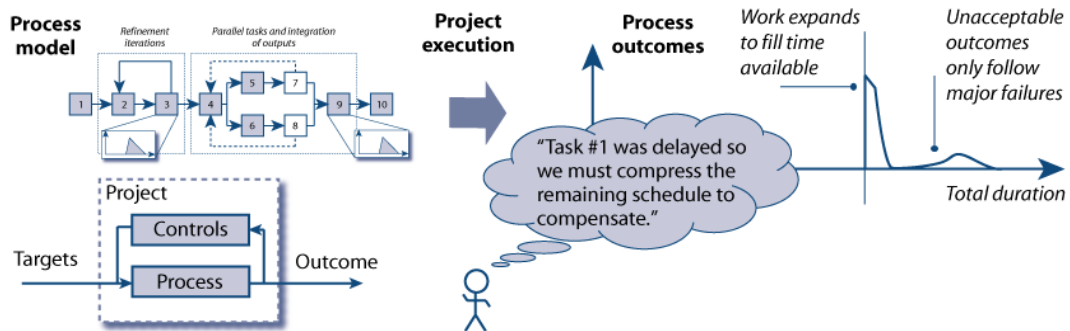 Process
model
Refinement
iterations
Parallel tasks and integration
of outputs
1
2
3
4
5
6
7
8
9
10
Project
execution
Process
outcomes
Work expands
to fill time
available
Unacceptable
outcomes
only follow
major failures
Total duration
“Task #1 was delayed so
we must compress the
remaining schedule to
compensate.”
Project
Controls
Targets
Process
Outcome